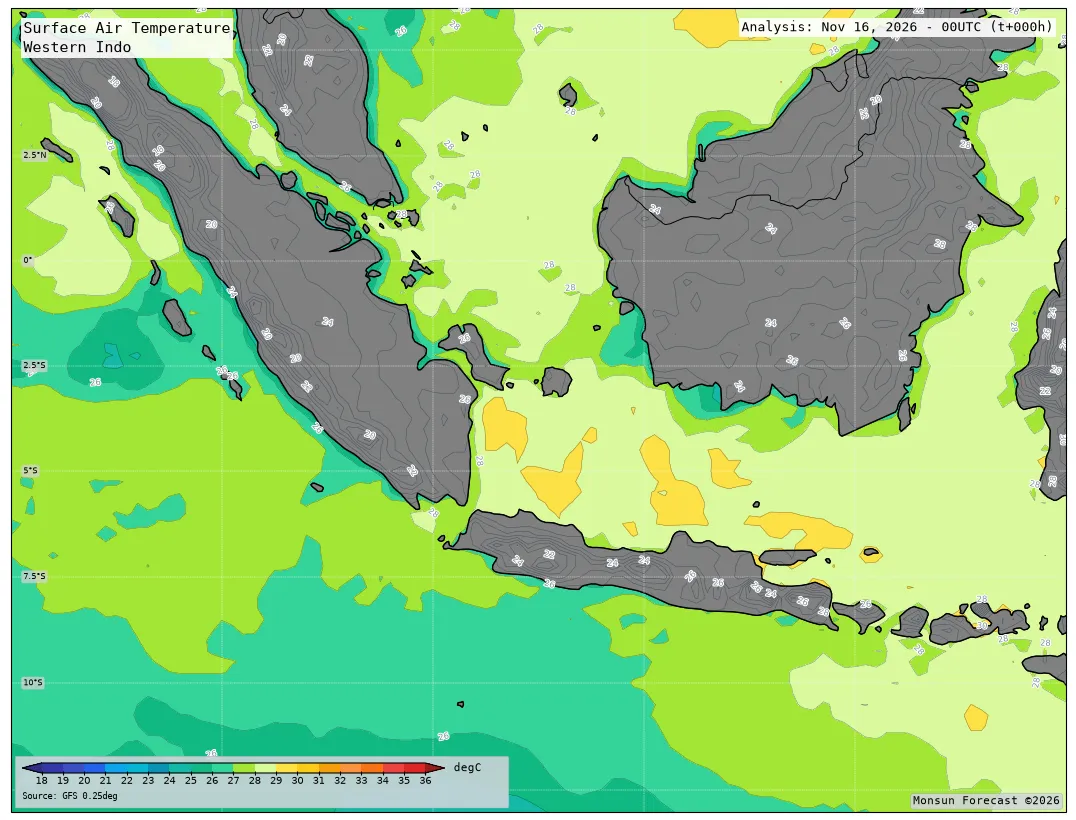 Surface Air Temperature
Western Indo
Analysis: Nov 16, 2026 - 00UTC (t+000h)
2.5°N
0°
2.5°S
5°S
7.5°S
10°S
18 19 20 21 22 23 24 25 26 27 28 29 30 31 32 33 34 35 36 degC
Source: GFS 0.25deg
Monsun Forecast ©2026